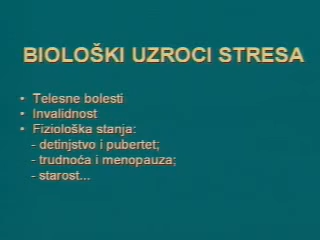 BIOLOŠKI UZROCI STRESA
• Telesne bolesti
• Invalidnost
• Fiziološka stanja:
- detinjstvo i pubertet;
- trudnoća i menopauza;
- starost...